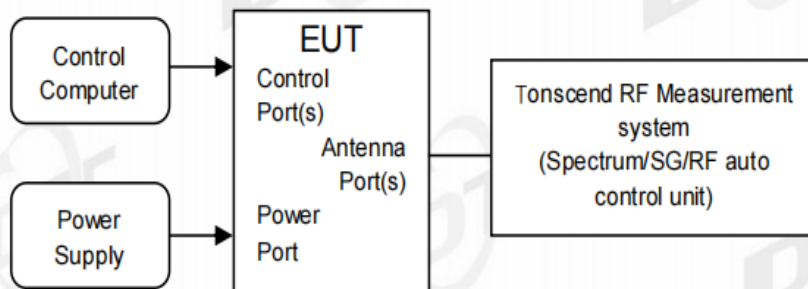 Control
Computer
Power
Supply
EUT
Control
Port(s)
Antenna
Port(s)
Power
Port
Tonscend RF Measurement
system
(Spectrum/SG/RF auto
control unit)